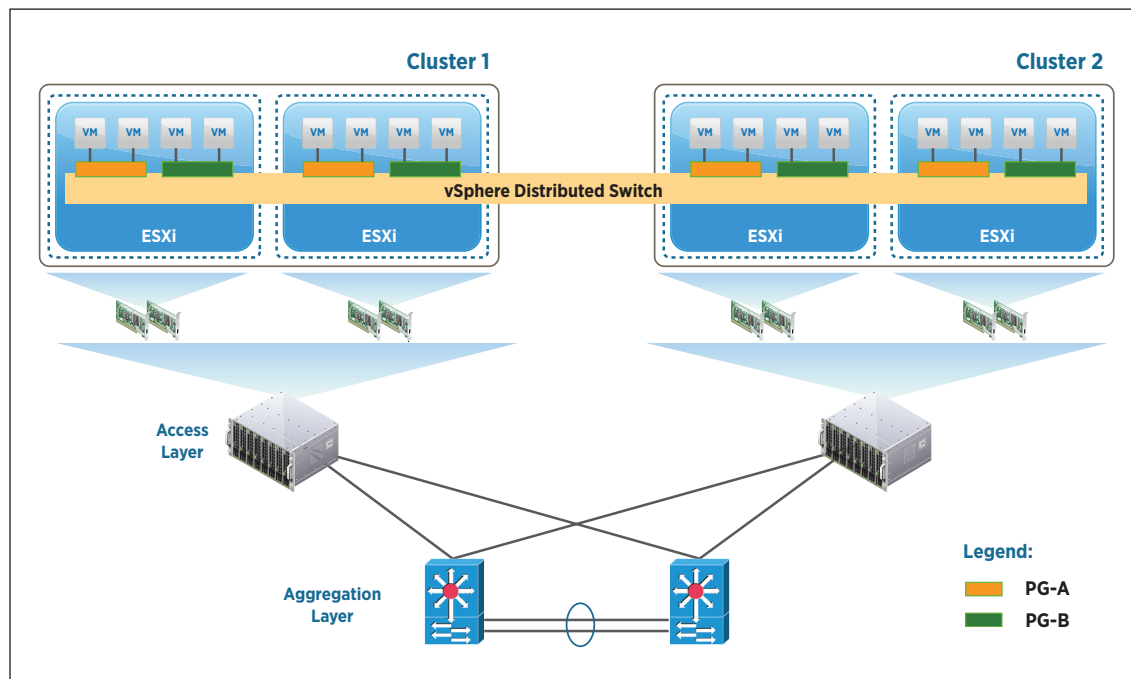 Cluster 1
Cluster 2
VM VM VM VM
VM VM VM VM
VM VM VM VM
VM VM VM VM
vSphere Distributed Switch
ESXi
ESXi
ESXi
ESXi
Access
Layer
Aggregation
Layer
Legend:
PG-A
PG-B